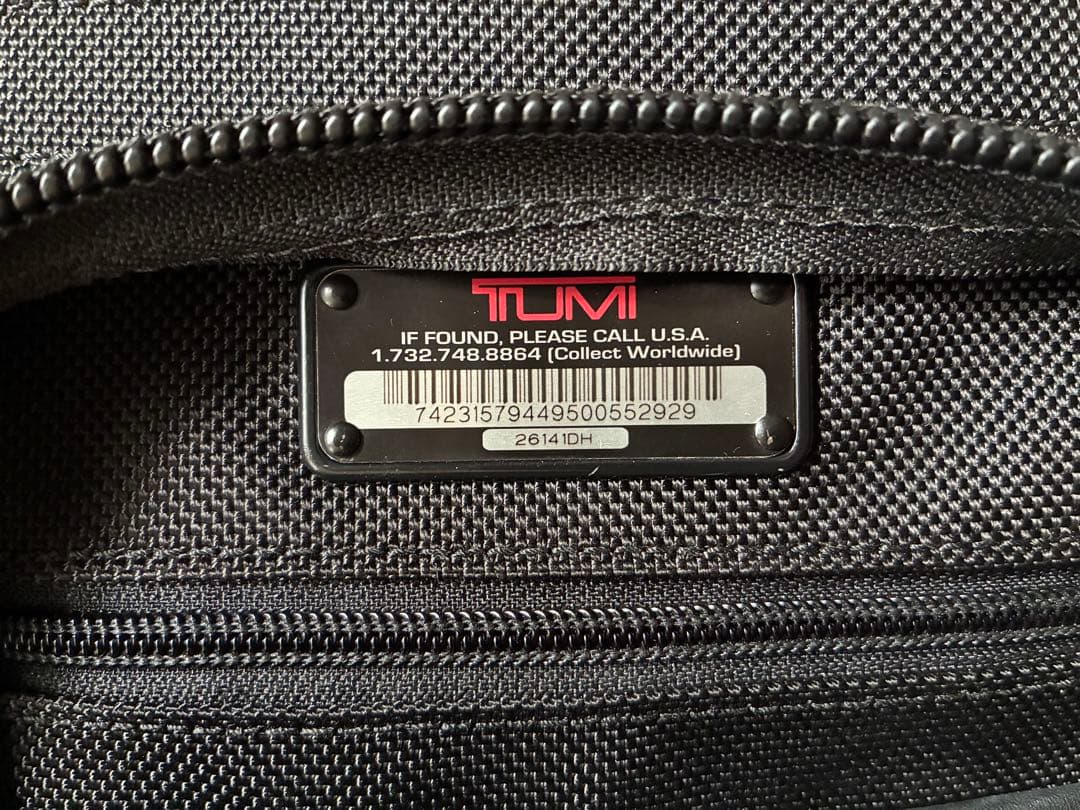 TUMI
IF FOUND, PLEASE CALL U.S.A.
1.732.748.8864 (Collect Worldwide)
74231579449500552929
26141DH